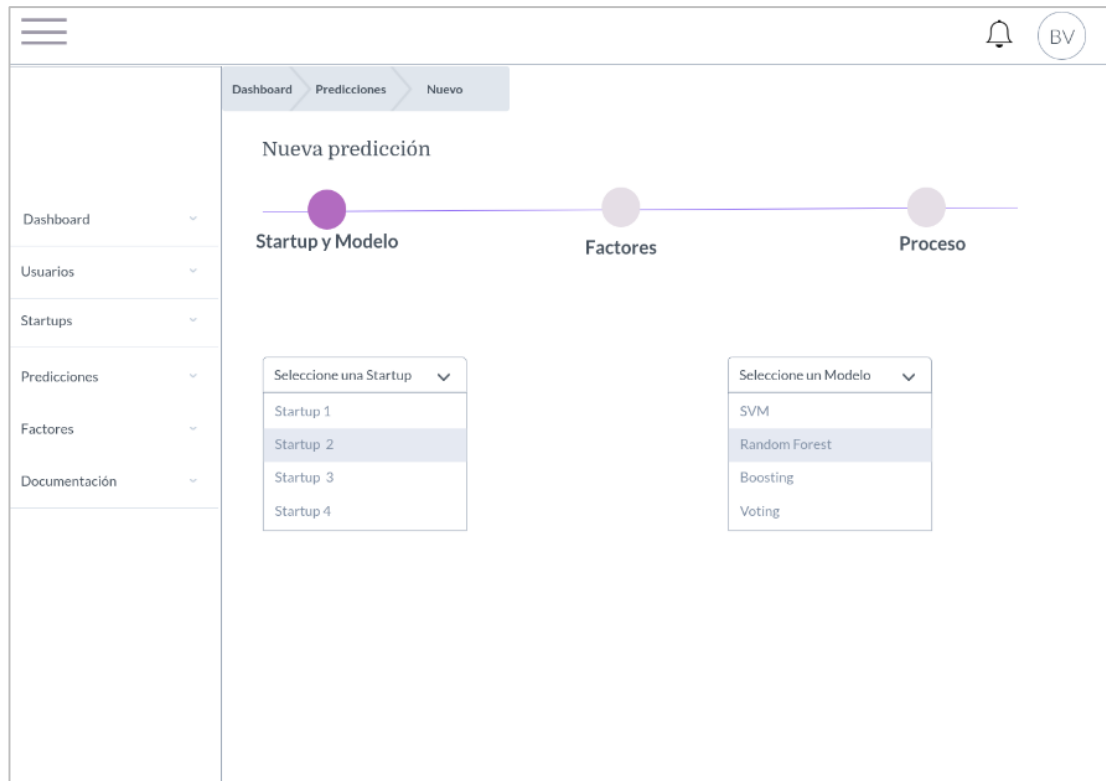 BV
Dashboard
Predicciones
Nuevo
Nueva predicción
Startup y Modelo
Factores
Proceso
Dashboard
Usuarios
Startups
Predicciones
Factores
Documentación
Seleccione una Startup
Startup 1
Startup 2
Startup 3
Startup 4
Seleccione un Modelo
SVM
Random Forest
Boosting
Voting